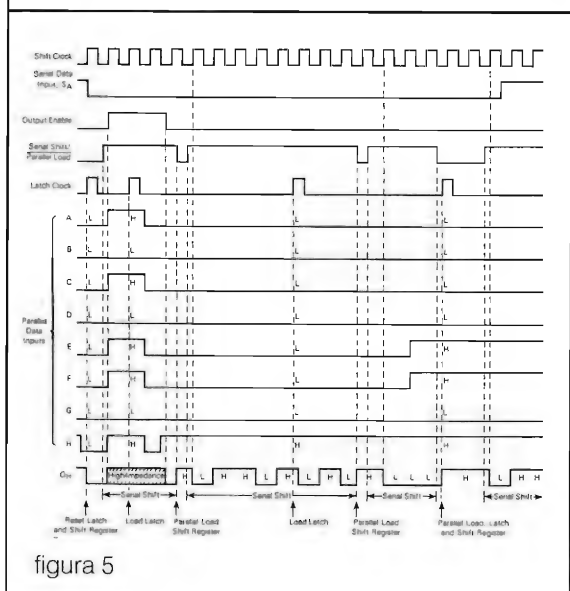 Shift Clock
Serial Data
Input, SA
Output Enable
Serial Shift/
Parallel Load
Latch Clock
A L H L L
B L L L L
C L H L L
D L L L L
Parallel
Data
Inputs
E L H L H
F L H L H
G L L L L
H L H H H
QH High Impedance H L H H L H L H L H L L L H L H H
Serial Shift Serial Shift Serial Shift Serial Shift
Reset Latch
and Shift Register
Load Latch
Parallel Load
Shift Register
Load Latch
Parallel Load
Shift Register
Parallel Load, Latch
and Shift Register
figura 5